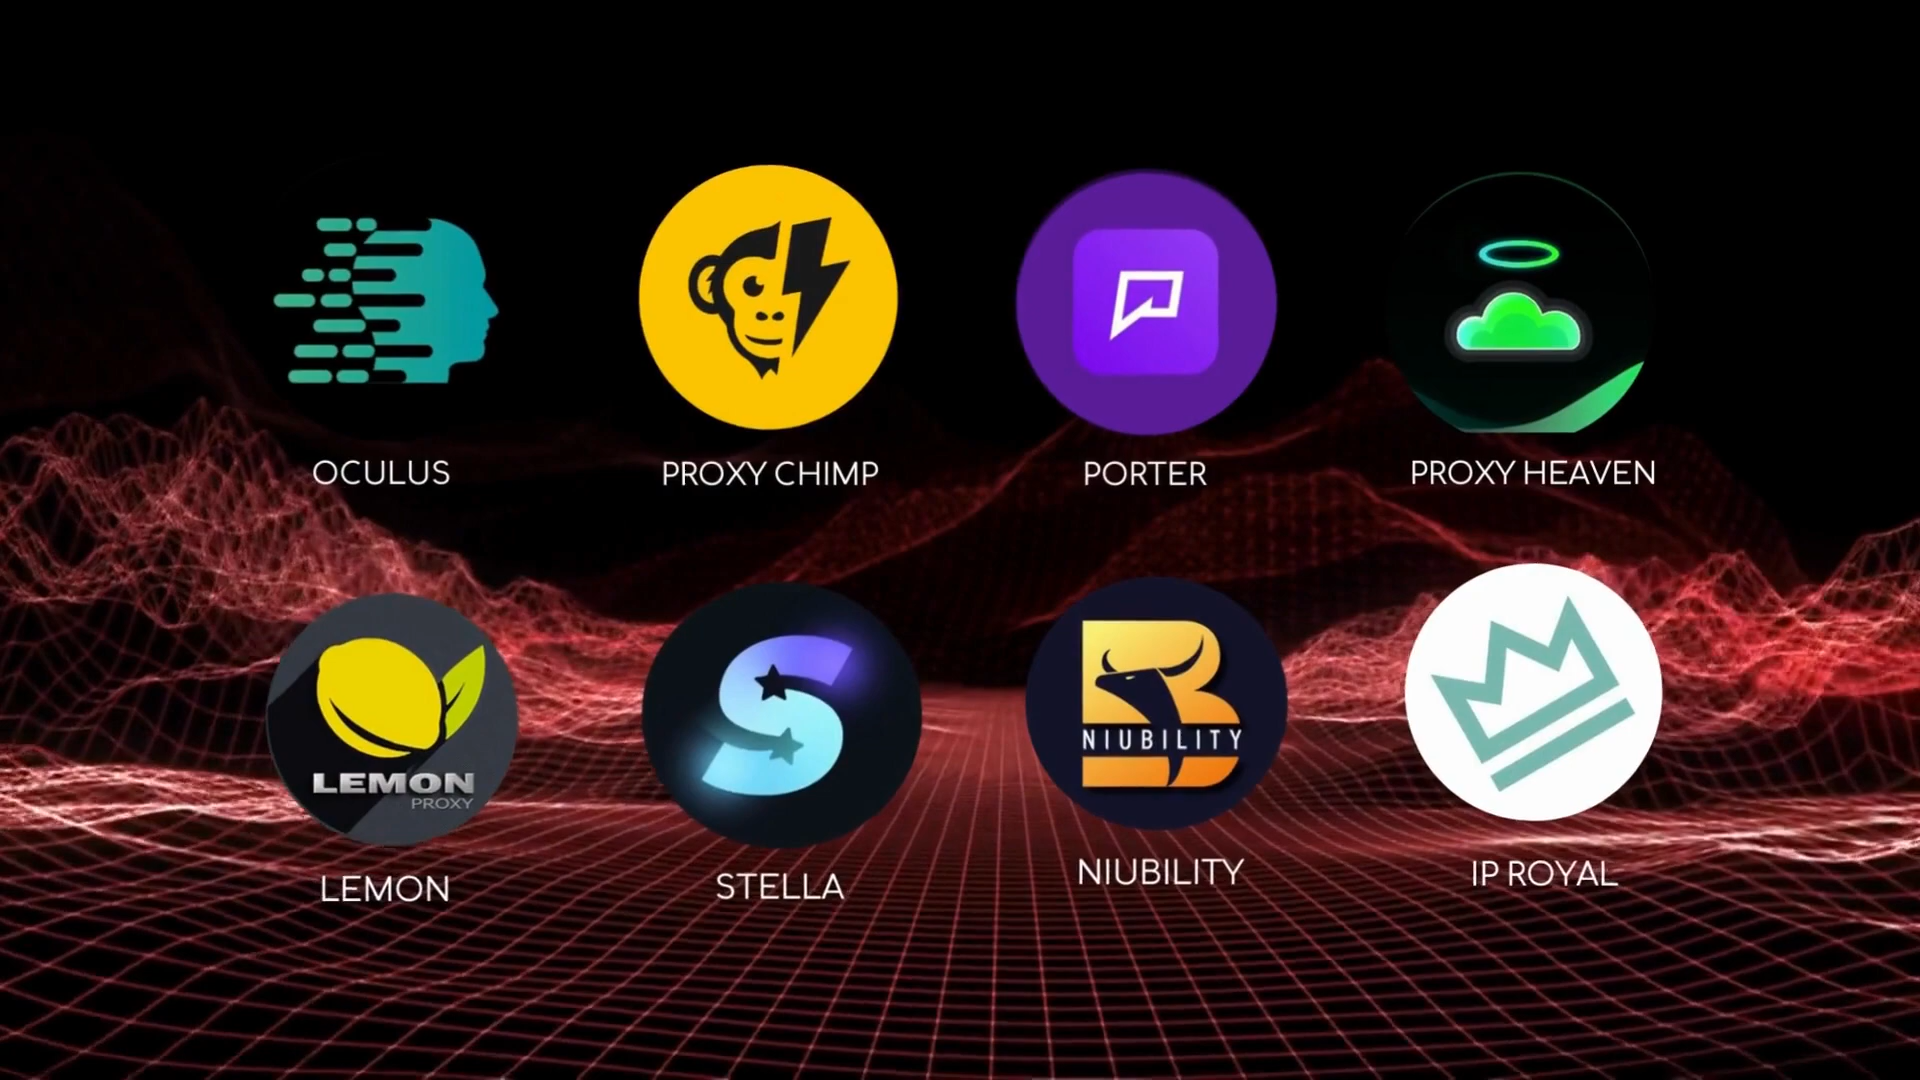 OCULUS
PROXY CHIMP
PORTER
PROXY HEAVEN
LEMON
PROXY
NIUBILITY
LEMON
STELLA
NIUBILITY
IP ROYAL